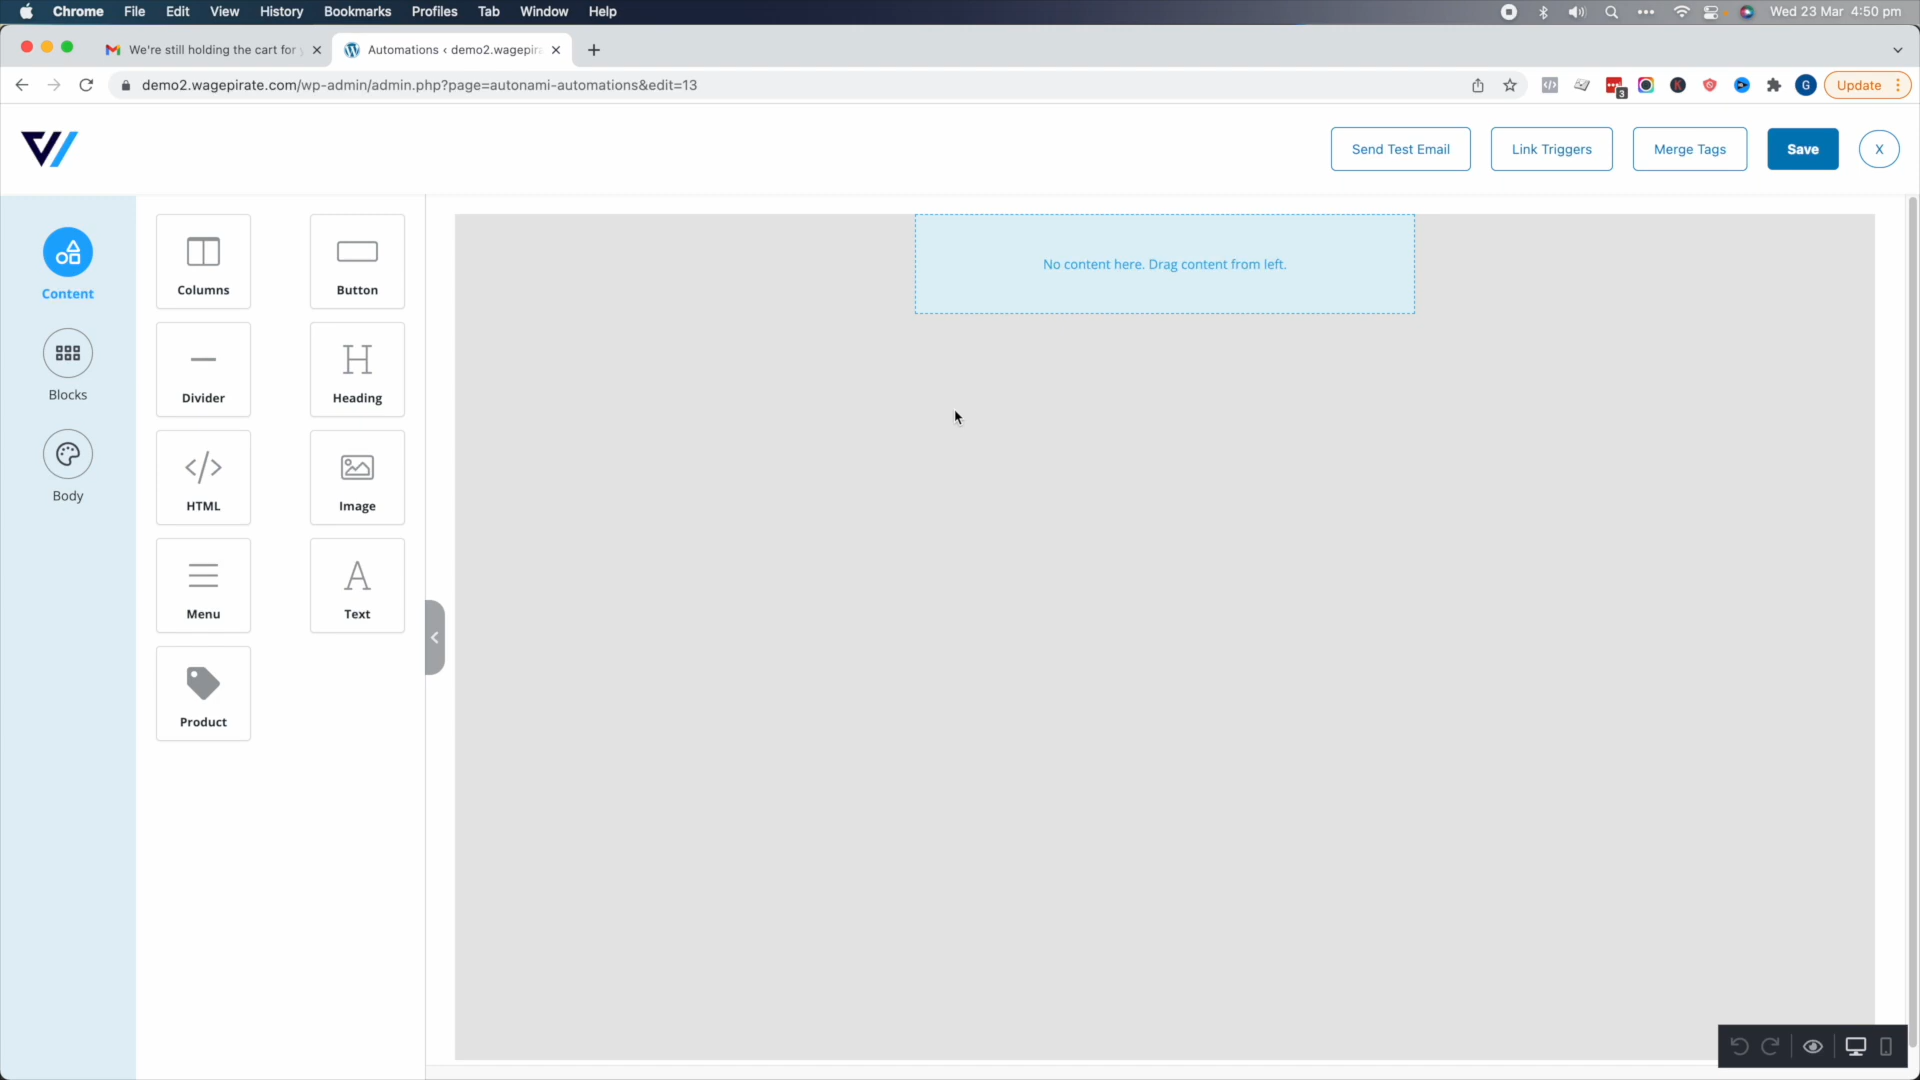 Chrome File Edit View History Bookmarks Profiles Tab Window Help
Wed 23 Mar 4:50 pm
We're still holding the cart for
Automations ‹ demo2.wagepir
demo2.wagepirate.com/wp-admin/admin.php?page=autonami-automations&edit=13
3
G
Update
Send Test Email
Link Triggers
Merge Tags
Save
X
Content
Blocks
Body
Columns
Button
Divider
Heading
HTML
Image
Menu
Text
Product
No content here. Drag content from left.